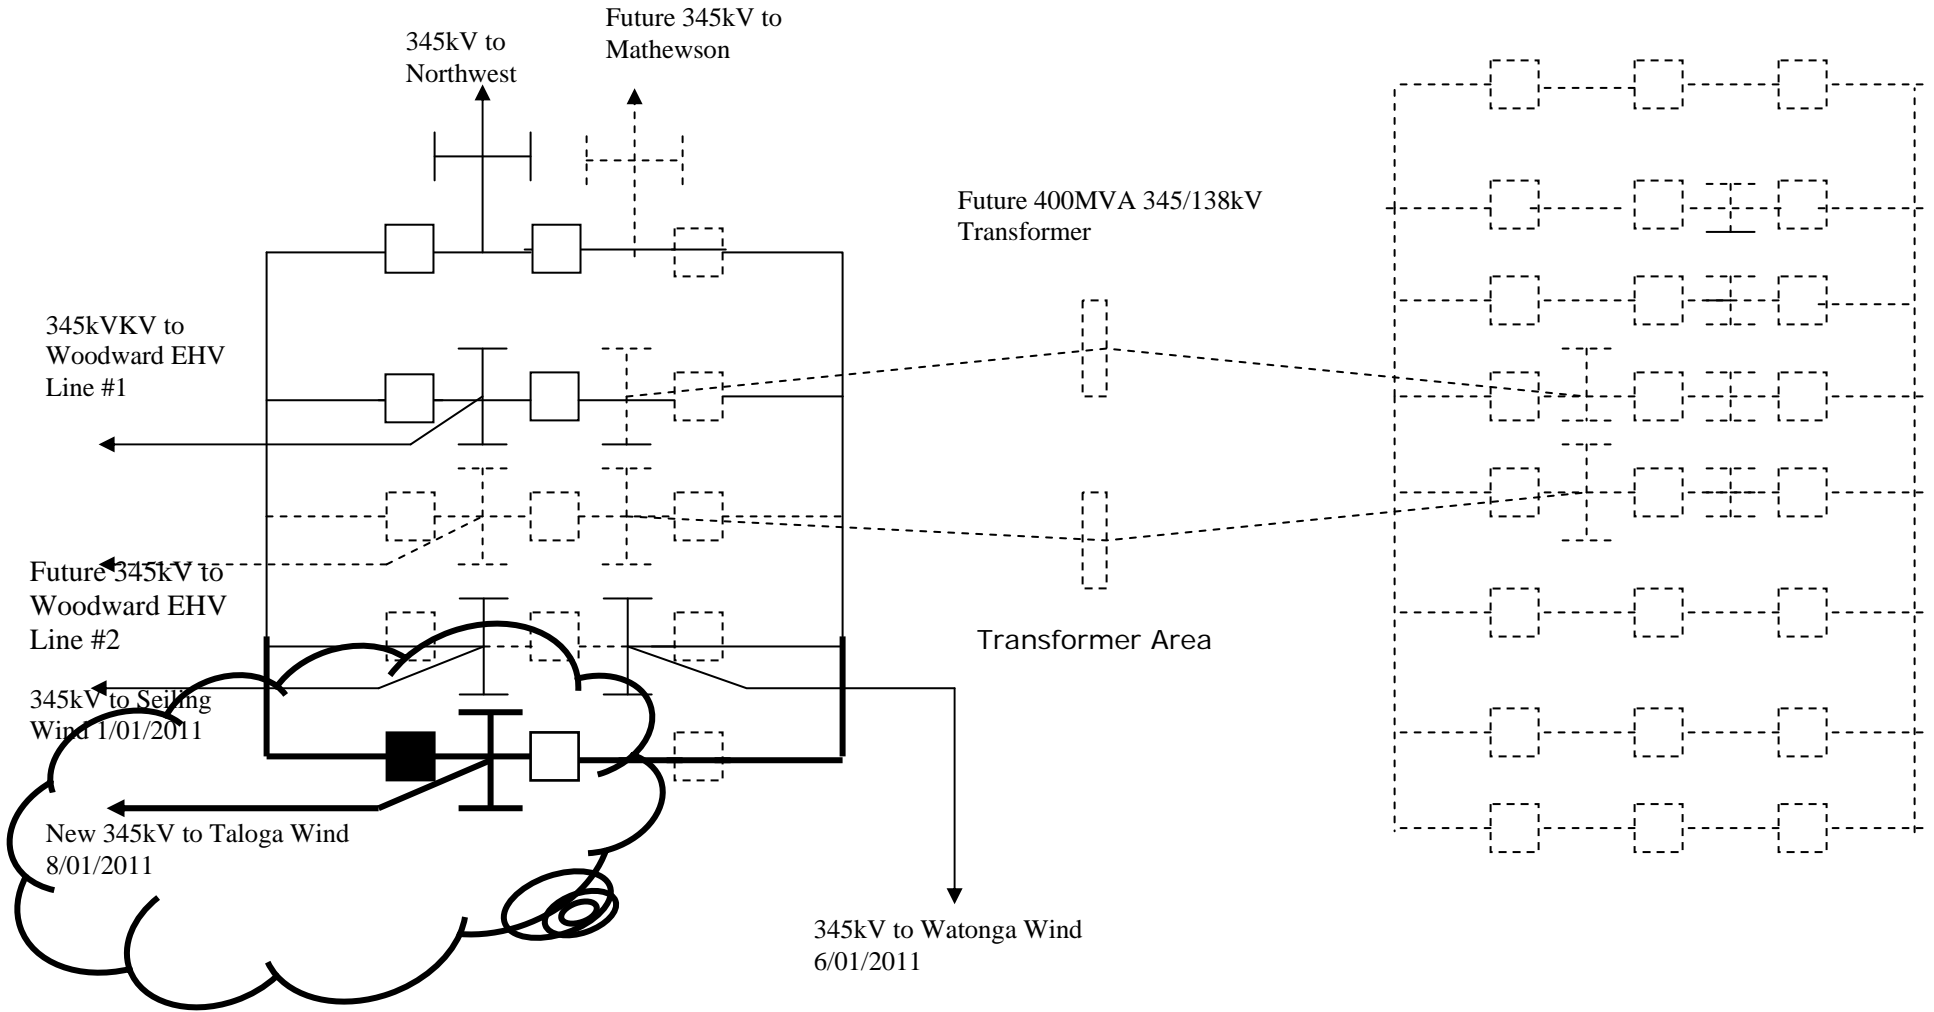 Future 345kV to
Mathewson
345kV to
Northwest
Future 400MVA 345/138kV
Transformer
345kVKV to
Woodward EHV
Line #1
Future 345kV to
Woodward EHV
Line #2
Transformer Area
345kV to Seiling
Wind 1/01/2011
New 345kV to Taloga Wind
8/01/2011
345kV to Watonga Wind
6/01/2011